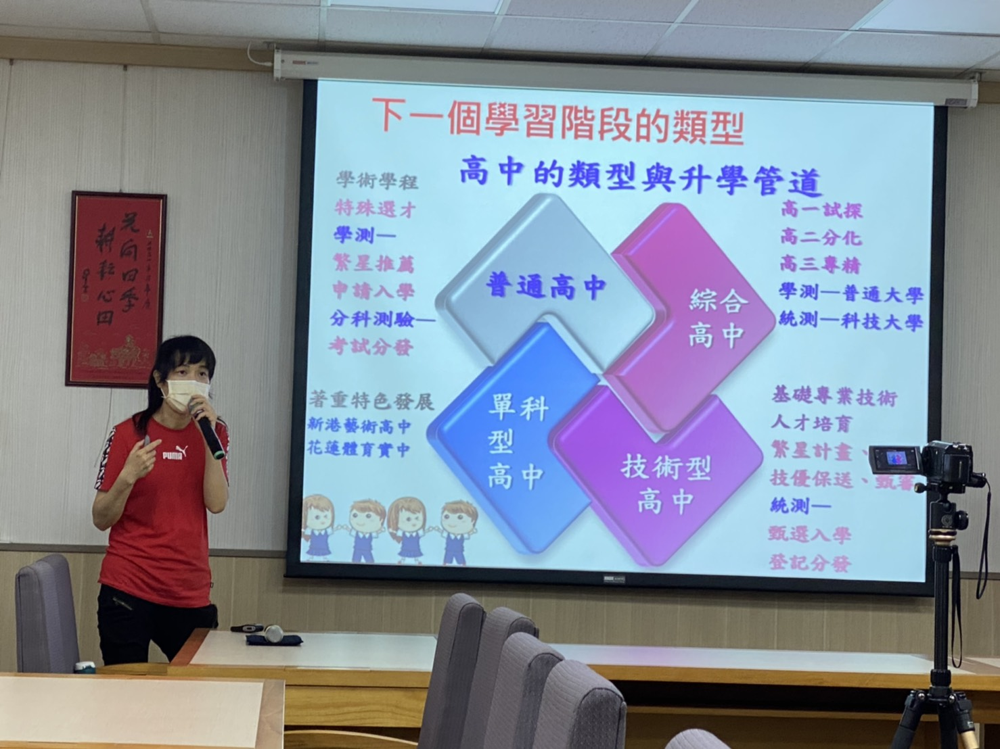 下一個學習階段的類型
高中的類型與升學管道
學術學程
特殊選才
學測—
繁星推薦
申請入學
分科測驗—
考試分發
普通高中
綜合
高中
高一試探
高二分化
高三專精
學測—普通大學
統測—科技大學
著重特色發展
新港藝術高中
花蓮體育實中
單科
型
高中
技術型
高中
基礎專業技術
人才培育
繁星計畫、
技優保送、甄審
統測—
甄選入學
登記分發
耕耘心田
PUMA